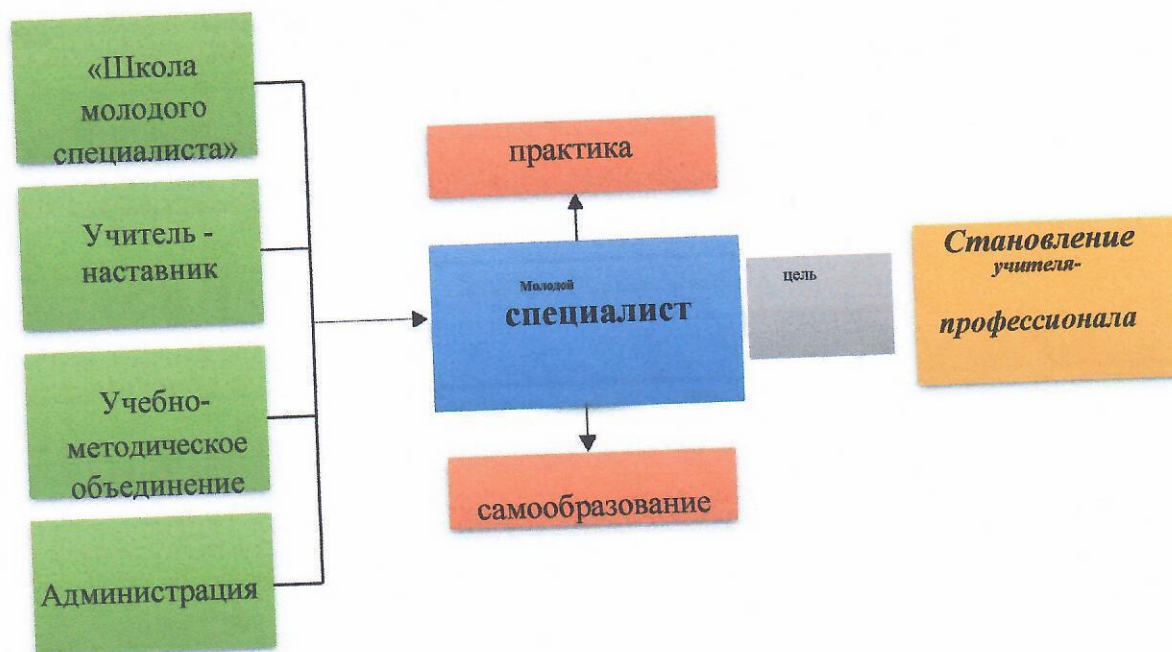 «Школа
молодого
специалиста»
Учитель -
наставник
Учебно-
методическое
объединение
Администрация
практика
Молодой
специалист
самообразование
цель
Становление
учителя-
профессионала